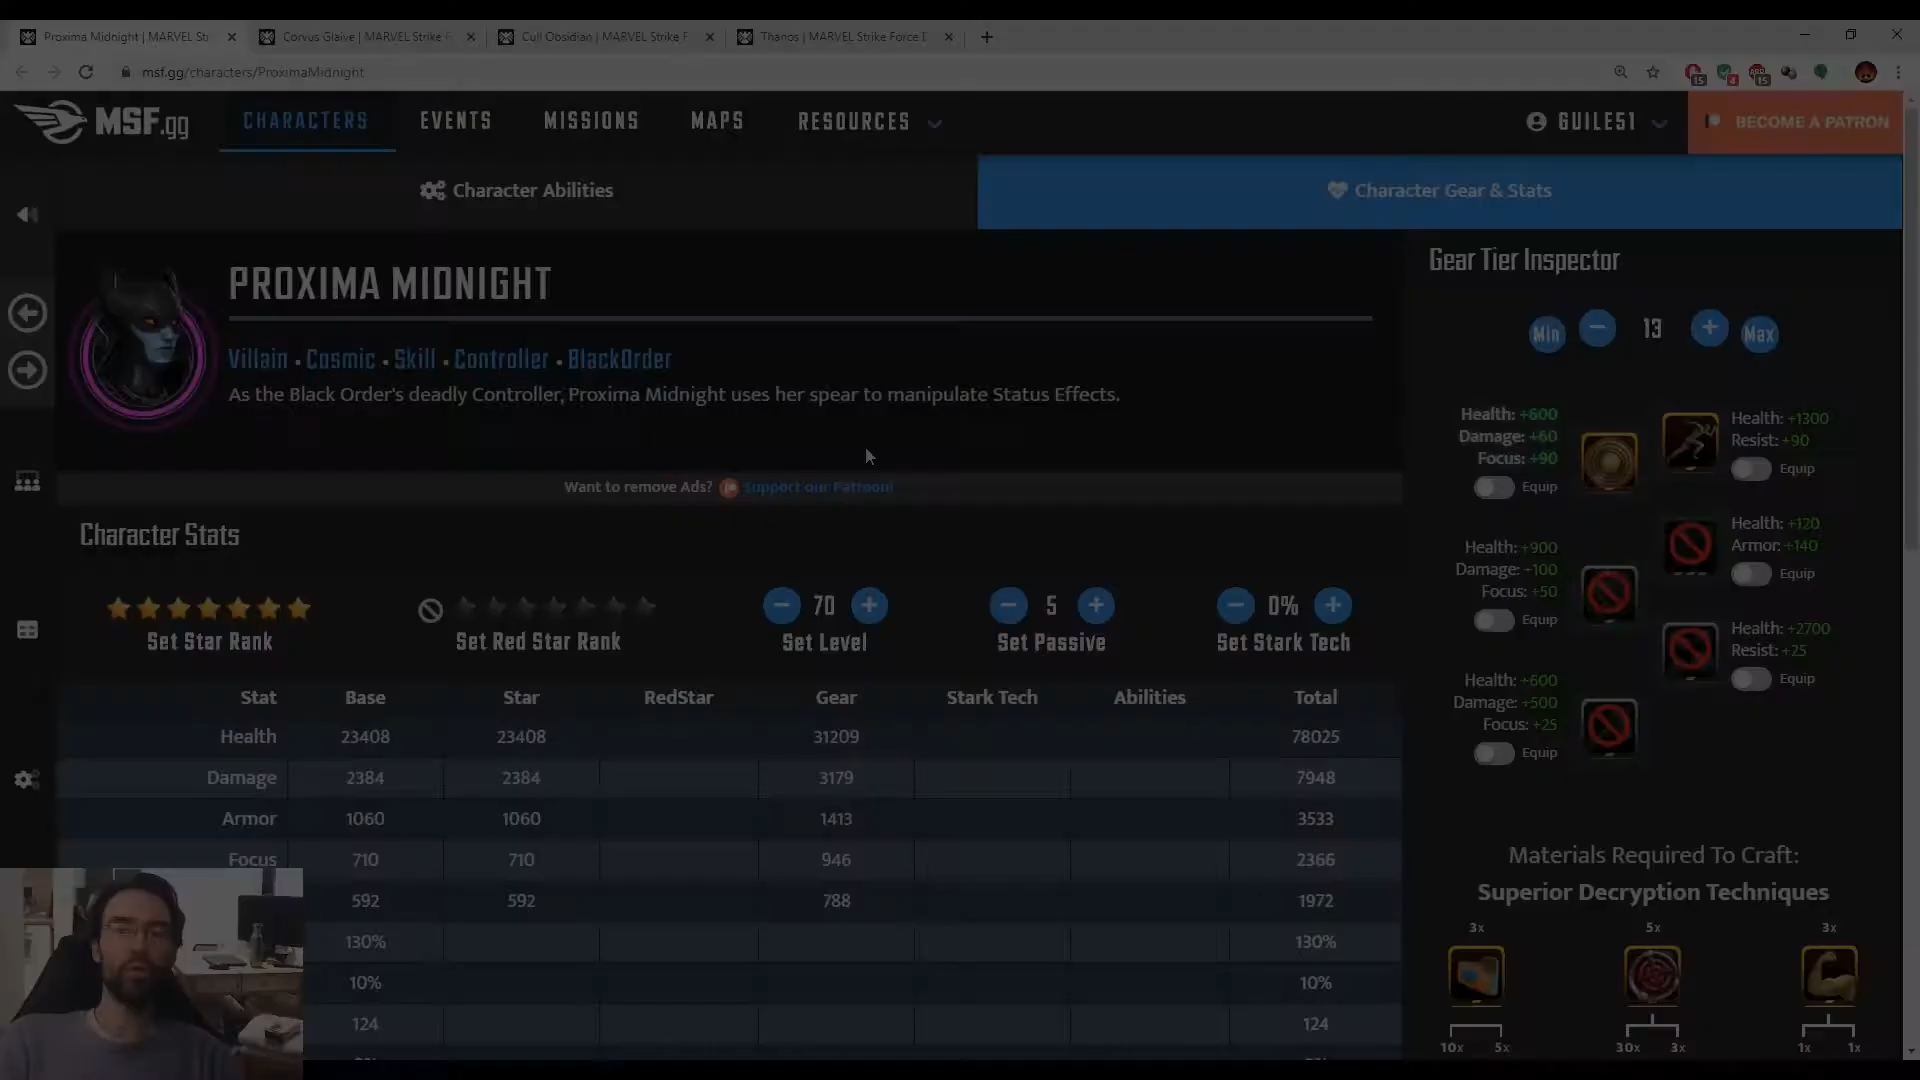 Proxima Midnight | MARVEL Str
Corvus Glaive | MARVEL Strike F
Cull Obsidian | MARVEL Strike F
Thanos | MARVEL Strike Force D
msf.gg/characters/ProximaMidnight
15
4
15
MSF.gg
CHARACTERS
EVENTS
MISSIONS
MAPS
RESOURCES
GUILE51
BECOME A PATRON
Character Abilities
Character Gear & Stats
PROXIMA MIDNIGHT
Villain • Cosmic • Skill • Controller • BlackOrder
As the Black Order's deadly Controller, Proxima Midnight uses her spear to manipulate Status Effects.
Want to remove Ads? Support our Patreon!
Character Stats
Set Star Rank
Set Red Star Rank
70
Set Level
5
Set Passive
0%
Set Stark Tech
Stat Base Star RedStar Gear Stark Tech Abilities Total
Health 23408 23408 31209 78025
Damage 2384 2384 3179 7948
Armor 1060 1060 1413 3533
Focus 710 710 946 2366
592 592 788 1972
130% 130%
10% 10%
124 124
Gear Tier Inspector
Min
13
Max
Health: +600
Damage: +60
Focus: +90
Equip
Health: +1300
Resist: +90
Equip
Health: +900
Damage: +100
Focus: +50
Equip
Health: +120
Armor: +140
Equip
Health: +600
Damage: +500
Focus: +25
Equip
Health: +2700
Resist: +25
Equip
Materials Required To Craft:
Superior Decryption Techniques
3x 5x 3x
10x 5x 30x 3x 1x 1x